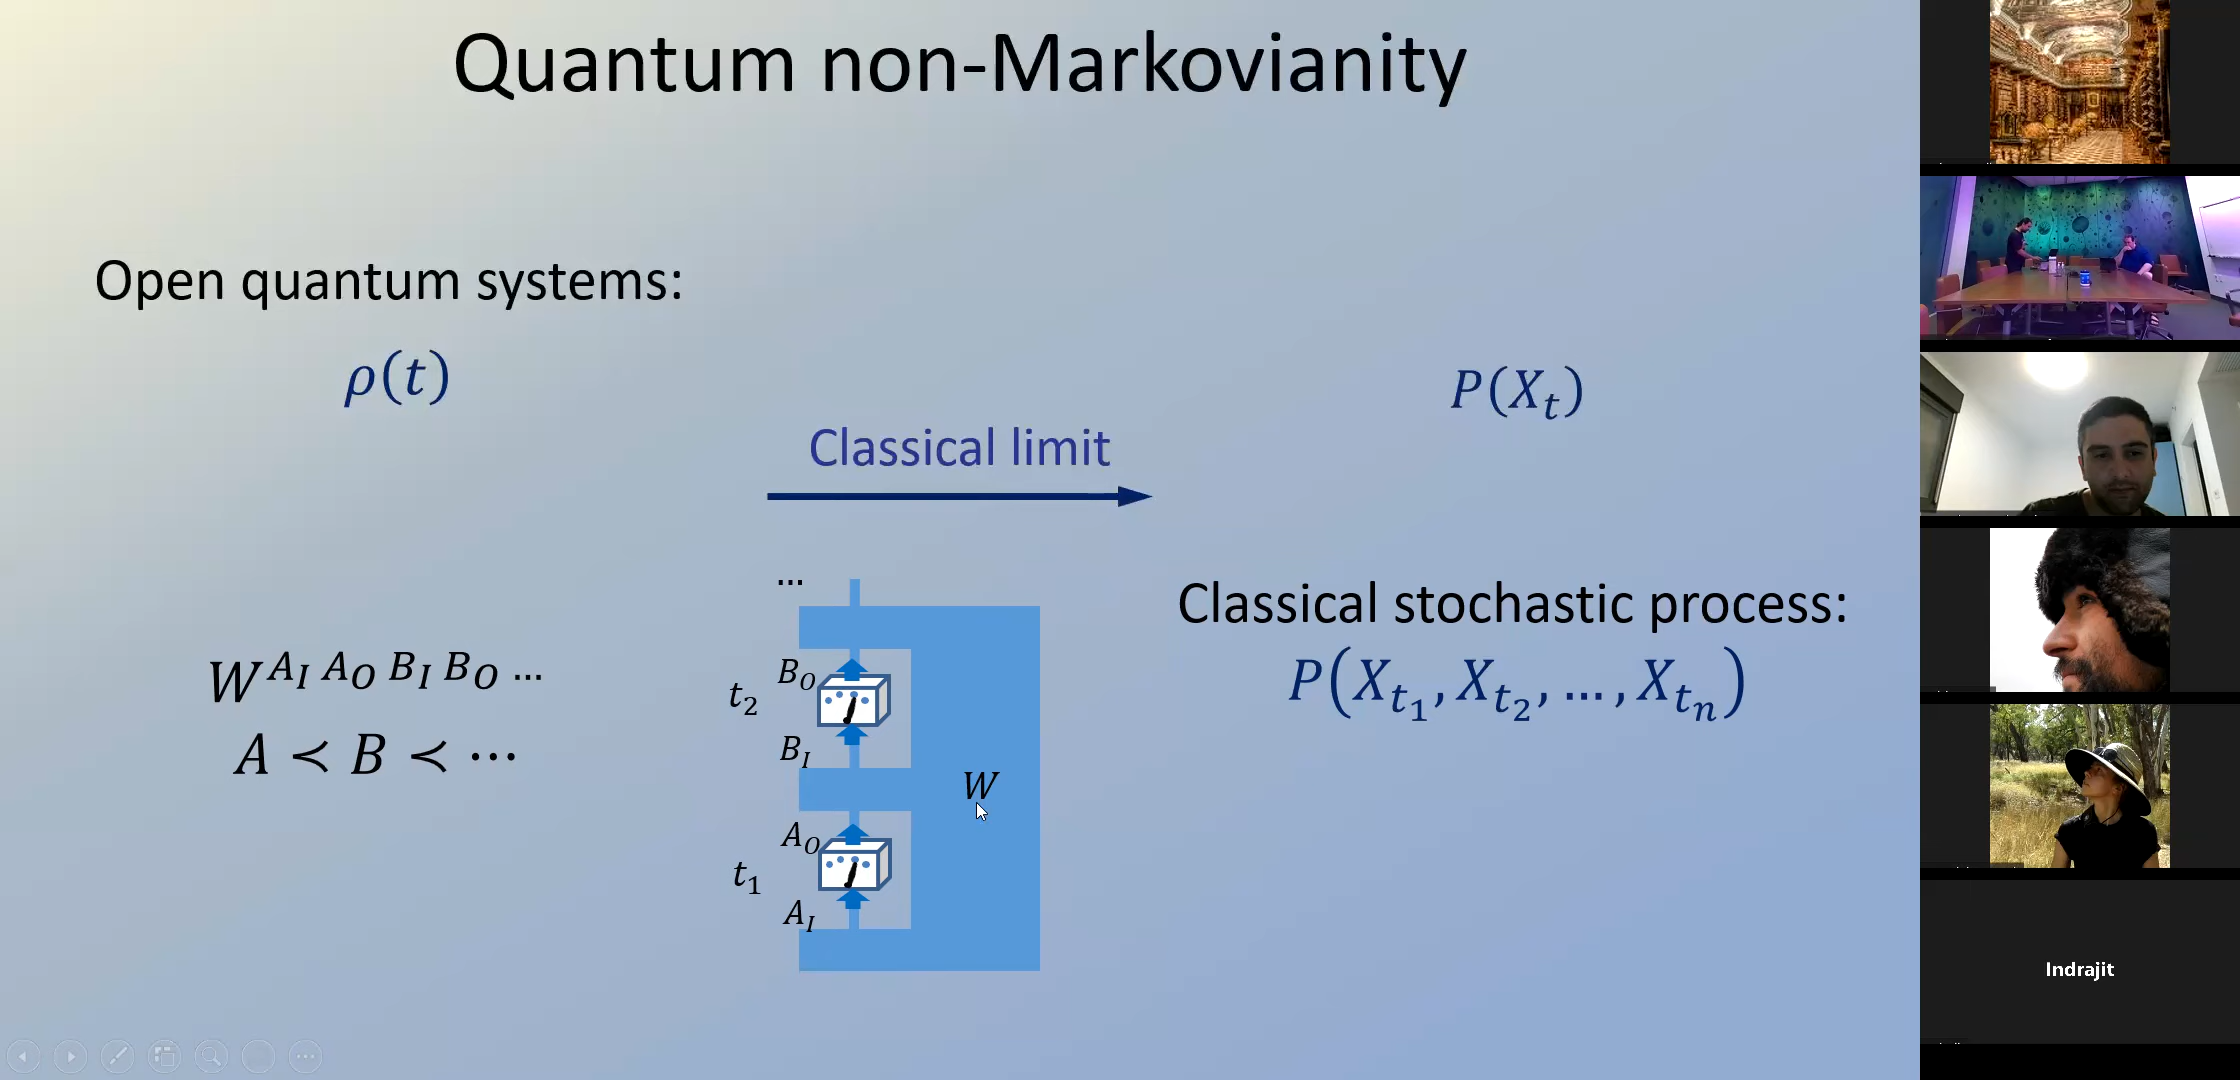 Quantum non-Markovianity
Open quantum systems:
ρ(t)
P(X_t)
Classical limit
...
Classical stochastic process:
W^{A_I A_O B_I B_O ...}
P(X_{t_1}, X_{t_2}, ... , X_{t_n})
A ≺ B ≺ ⋯
B_O
t_2
B_I
W
A_O
t_1
A_I
Indrajit